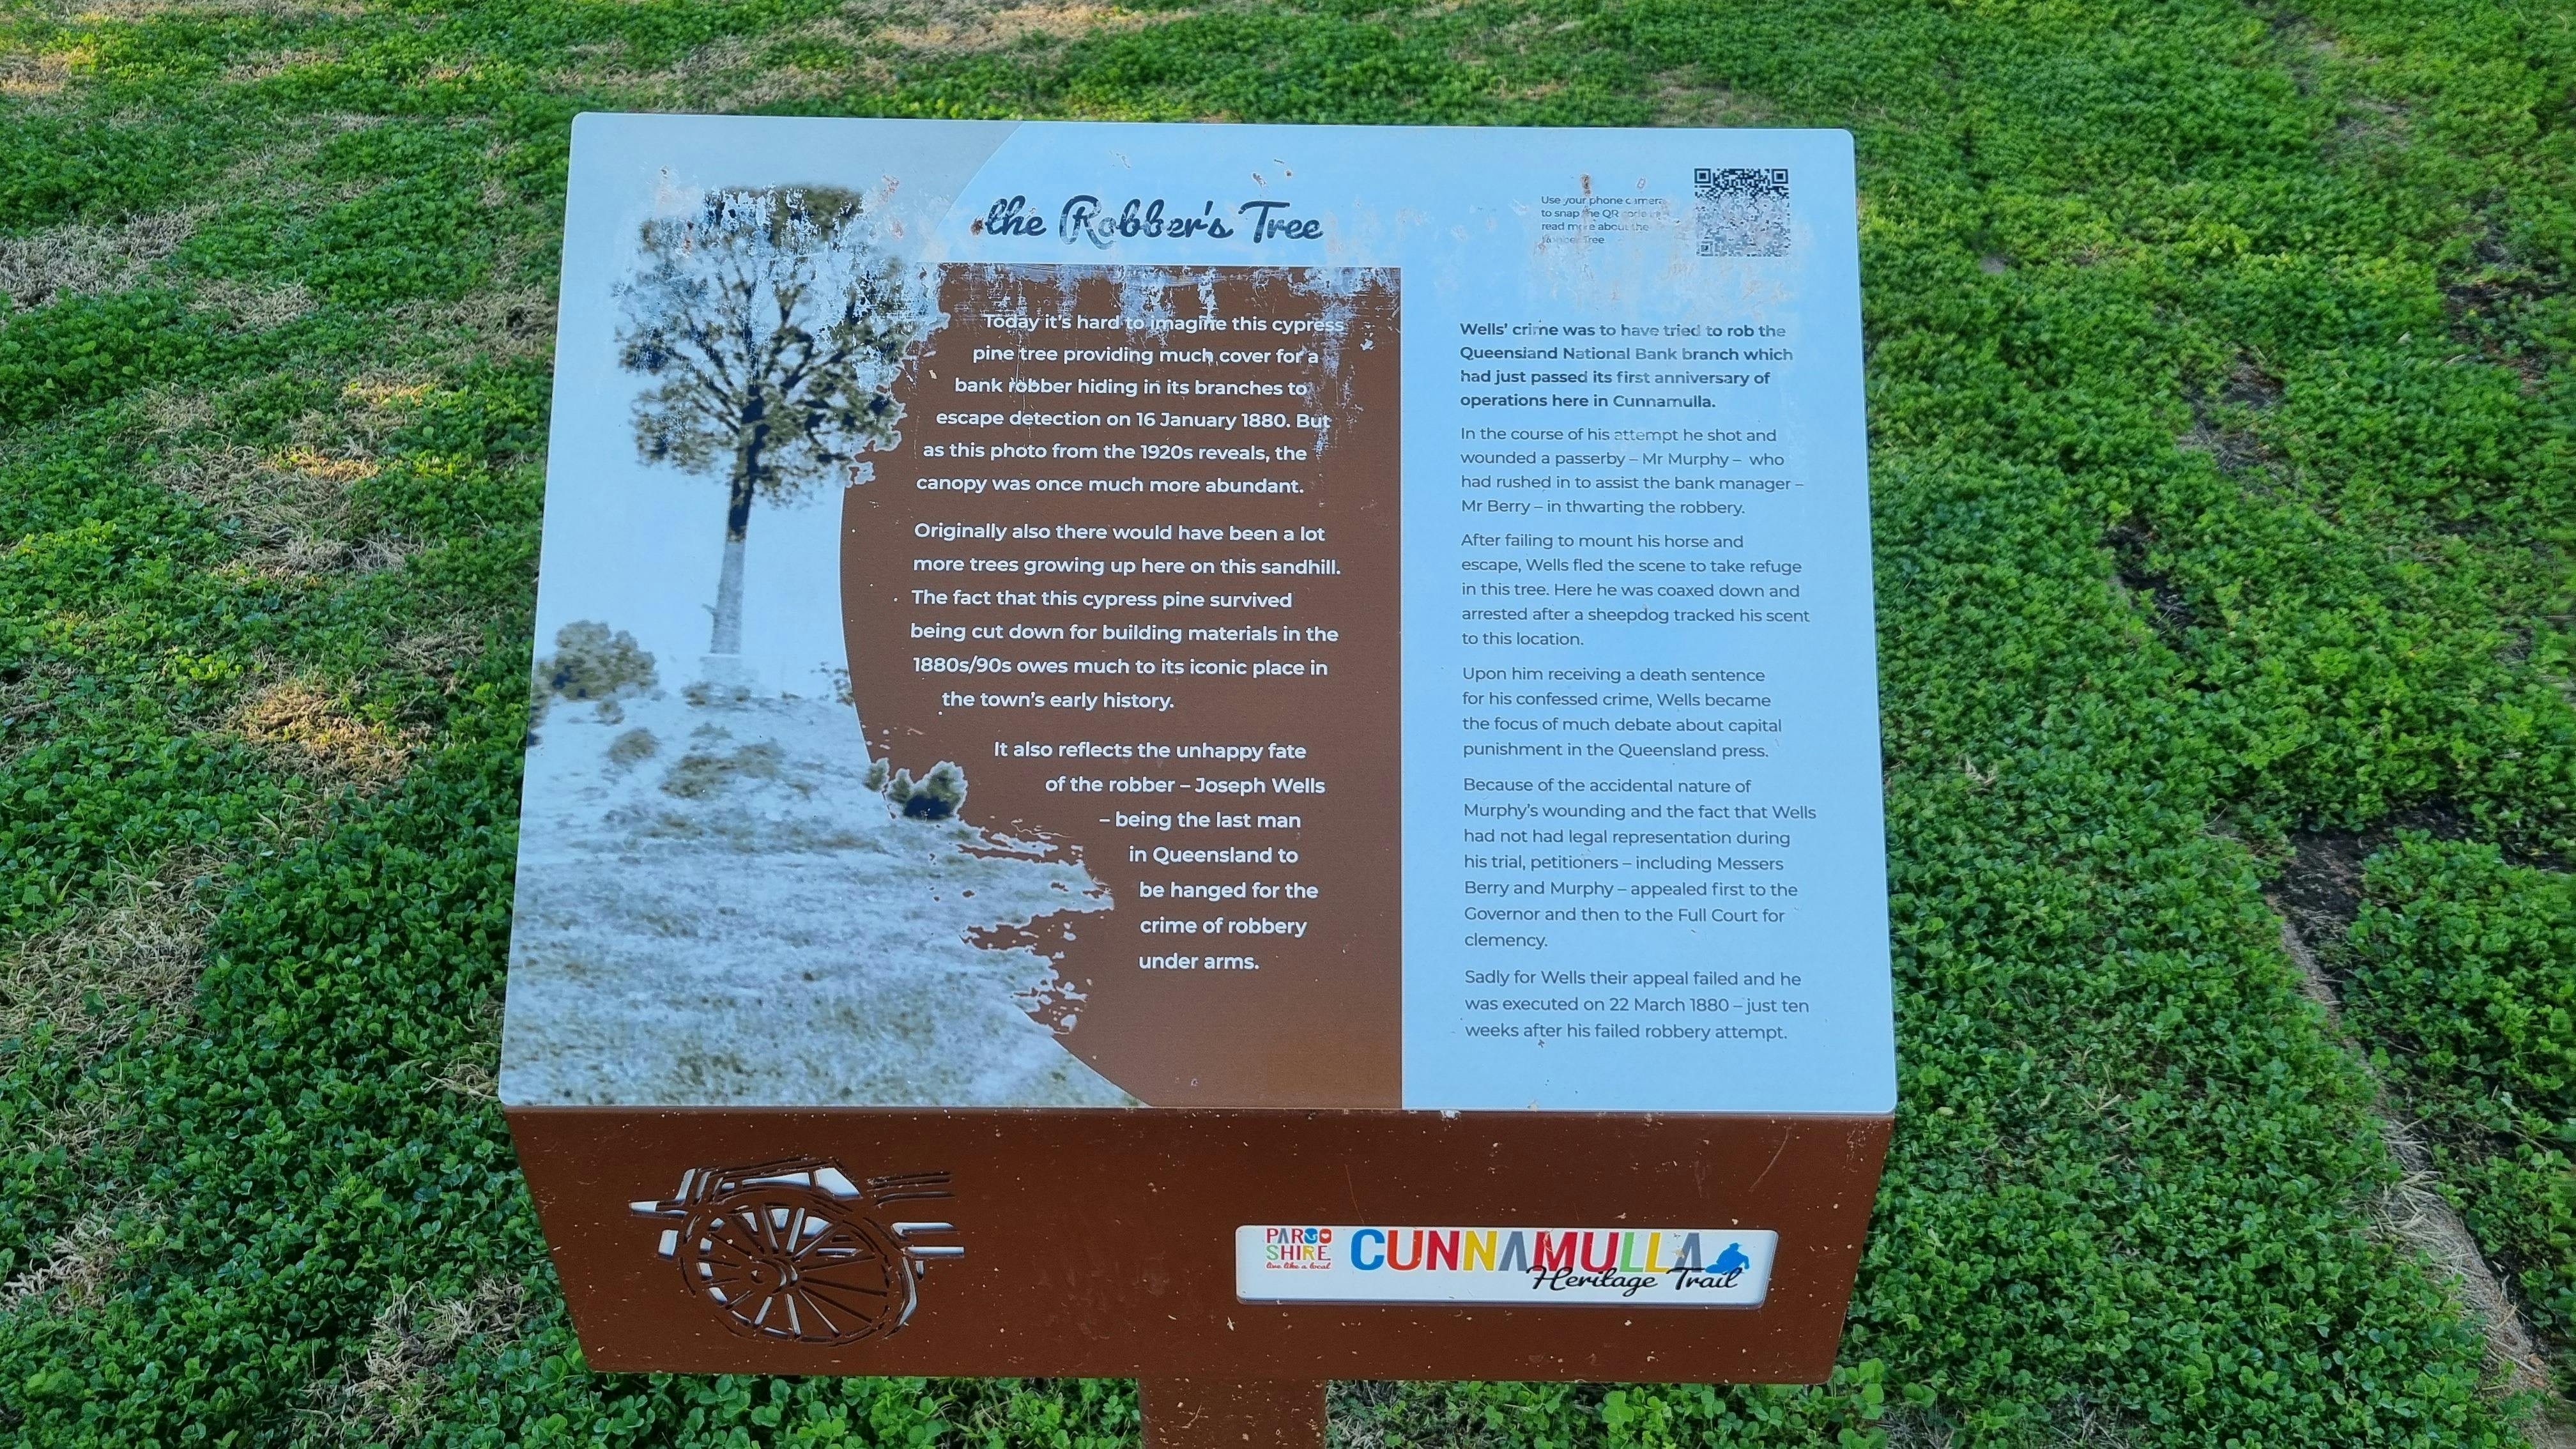 the Robber's Tree
Use your phone camera
to snap the QR code to
read more about the
Robber Tree
Today it's hard to imagine this cypress
pine tree providing much cover for a
bank robber hiding in its branches to
escape detection on 16 January 1880. But
as this photo from the 1920s reveals, the
canopy was once much more abundant.
Originally also there would have been a lot
more trees growing up here on this sandhill.
The fact that this cypress pine survived
being cut down for building materials in the
1880s/90s owes much to its iconic place in
the town's early history.
It also reflects the unhappy fate
of the robber – Joseph Wells
– being the last man
in Queensland to
be hanged for the
crime of robbery
under arms.
Wells' crime was to have tried to rob the
Queensland National Bank branch which
had just passed its first anniversary of
operations here in Cunnamulla.
In the course of his attempt he shot and
wounded a passerby – Mr Murphy – who
had rushed in to assist the bank manager –
Mr Berry – in thwarting the robbery.
After failing to mount his horse and
escape, Wells fled the scene to take refuge
in this tree. Here he was coaxed down and
arrested after a sheepdog tracked his scent
to this location.
Upon him receiving a death sentence
for his confessed crime, Wells became
the focus of much debate about capital
punishment in the Queensland press.
Because of the accidental nature of
Murphy's wounding and the fact that Wells
had not had legal representation during
his trial, petitioners – including Messers
Berry and Murphy – appealed first to the
Governor and then to the Full Court for
clemency.
Sadly for Wells their appeal failed and he
was executed on 22 March 1880 – just ten
weeks after his failed robbery attempt.
PAROO
SHIRE
live like a local
CUNNAMULLA
Heritage Trail